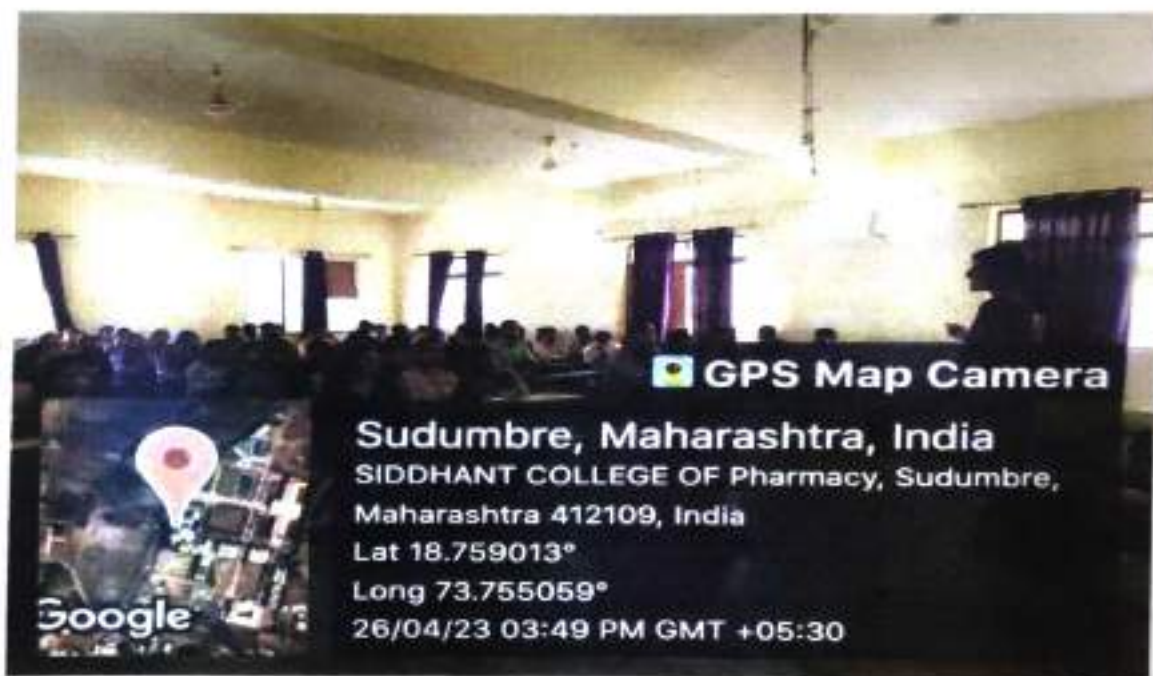 GPS Map Camera
Sudumbre, Maharashtra, India
SIDDHANT COLLEGE OF Pharmacy, Sudumbre,
Maharashtra 412109, India
Lat 18.759013°
Long 73.755059°
26/04/23 03:49 PM GMT +05:30
Google